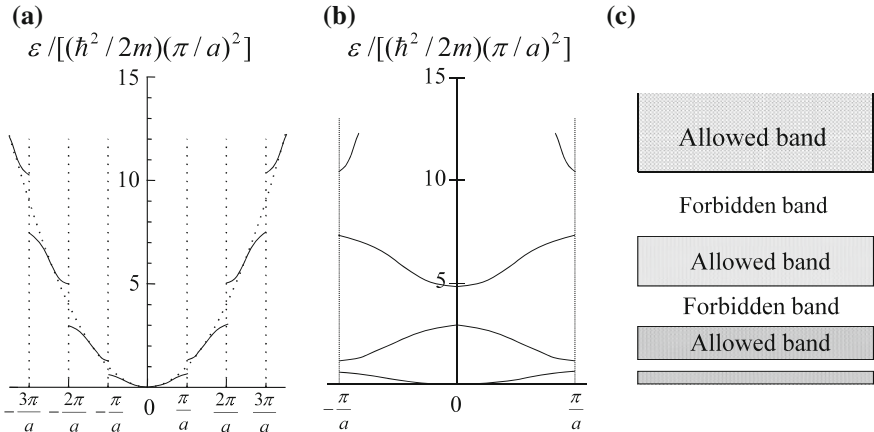 (a)
ε /[(ħ² / 2m)(π / a)²]
15
10
5
−3π/a −2π/a −π/a 0 π/a 2π/a 3π/a
(b)
ε /[(ħ² / 2m)(π / a)²]
15
10
5
−π/a 0 π/a
(c)
Allowed band
Forbidden band
Allowed band
Forbidden band
Allowed band